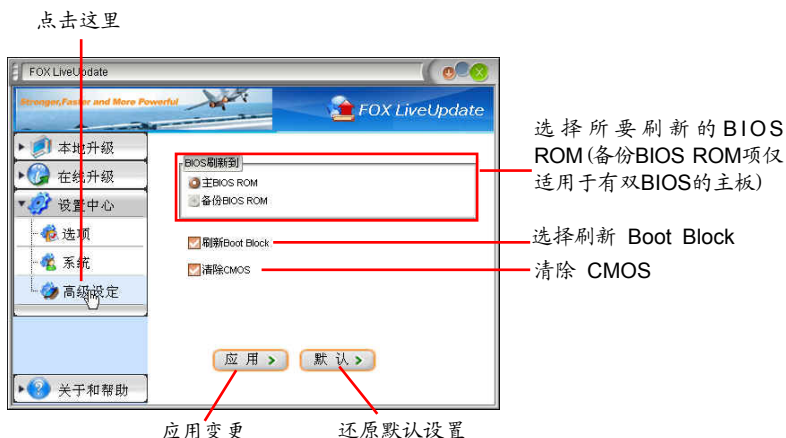 点击这里
FOX LiveUpdate
Stronger,Faster and More Powerful
FOX LiveUpdate
本地升级
在线升级
设置中心
选项
系统
高级设定
关于和帮助
BIOS刷新到
主BIOS ROM
备份BIOS ROM
刷新Boot Block
清除CMOS
应 用
默 认
选择所要刷新的BIOS
ROM(备份BIOS ROM项仅
适用于有双BIOS的主板)
选择刷新 Boot Block
清除 CMOS
应用变更
还原默认设置